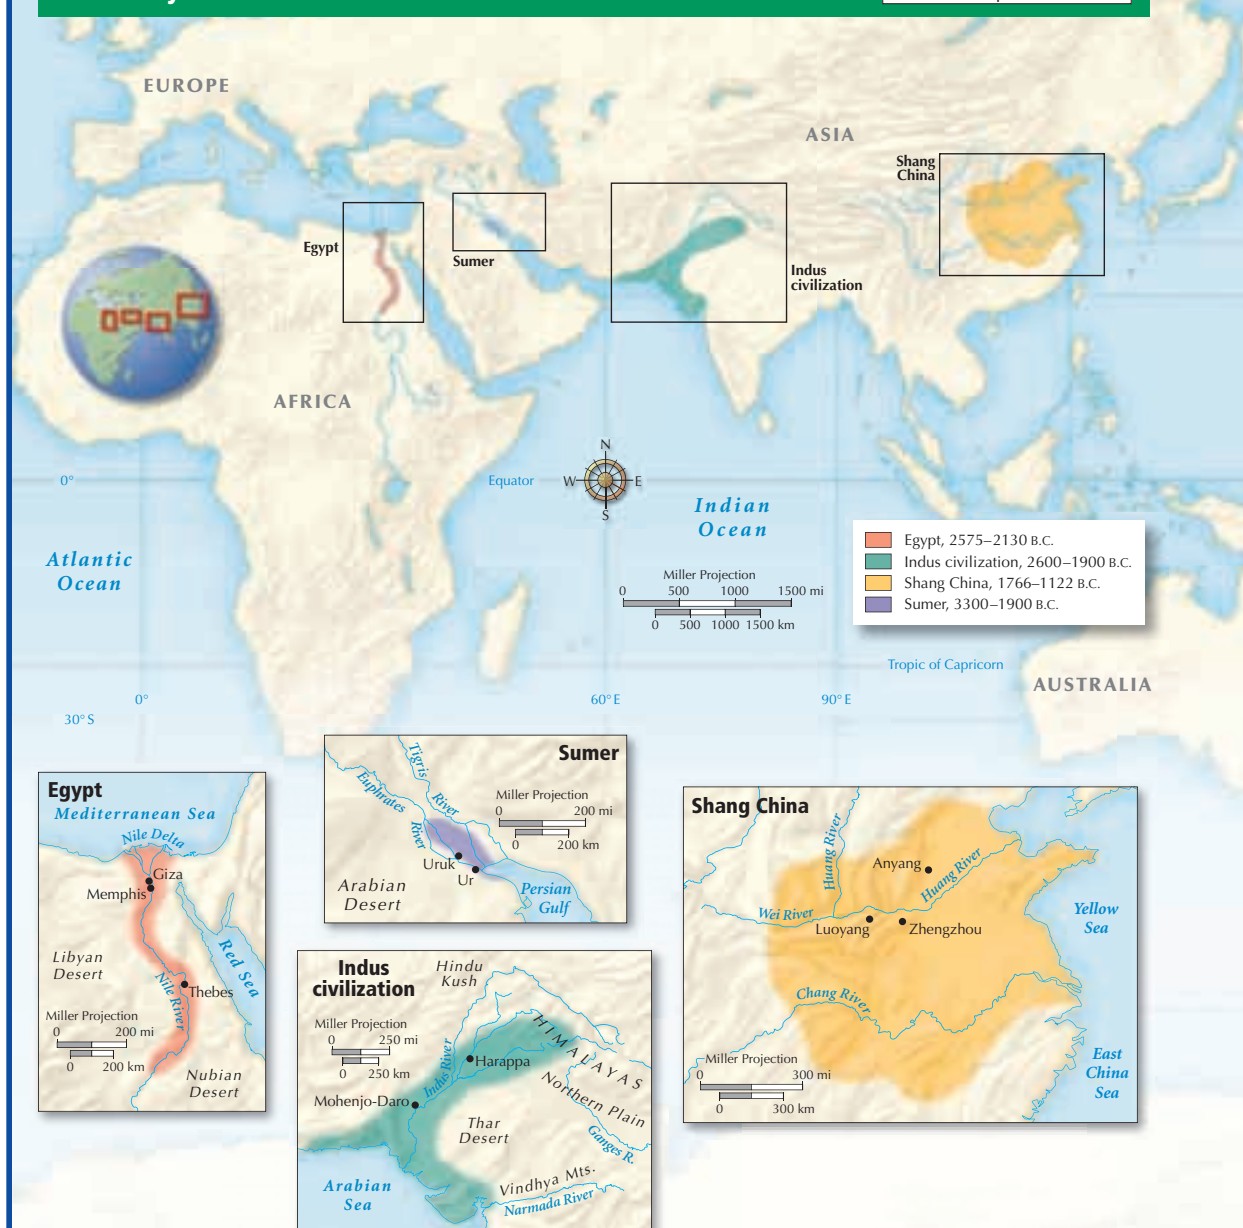 EUROPE
ASIA
Shang
China
Egypt
Sumer
Indus
civilization
AFRICA
N
W
E
S
0°
Equator
Indian
Ocean
Atlantic
Ocean
Egypt, 2575–2130 B.C.
Indus civilization, 2600–1900 B.C.
Shang China, 1766–1122 B.C.
Sumer, 3300–1900 B.C.
Miller Projection
0 500 1000 1500 mi
0 500 1000 1500 km
Tropic of Capricorn
AUSTRALIA
0°
60°E
90°E
30°S
Sumer
Tigris
River
Euphrates
River
Miller Projection
0 200 mi
0 200 km
Uruk
Ur
Arabian
Desert
Persian
Gulf
Egypt
Mediterranean Sea
Nile Delta
Giza
Memphis
Libyan
Desert
Red Sea
Nile River
Thebes
Miller Projection
0 200 mi
0 200 km
Nubian
Desert
Shang China
Huang River
Anyang
Huang River
Wei River
Luoyang
Zhengzhou
Yellow
Sea
Chang River
Miller Projection
0 300 mi
0 300 km
East
China
Sea
Indus
civilization
Hindu
Kush
Miller Projection
0 250 mi
0 250 km
HIMALAYAS
Indus River
Harappa
Mohenjo-Daro
Northern Plain
Thar
Desert
Ganges R.
Vindhya Mts.
Narmada River
Arabian
Sea